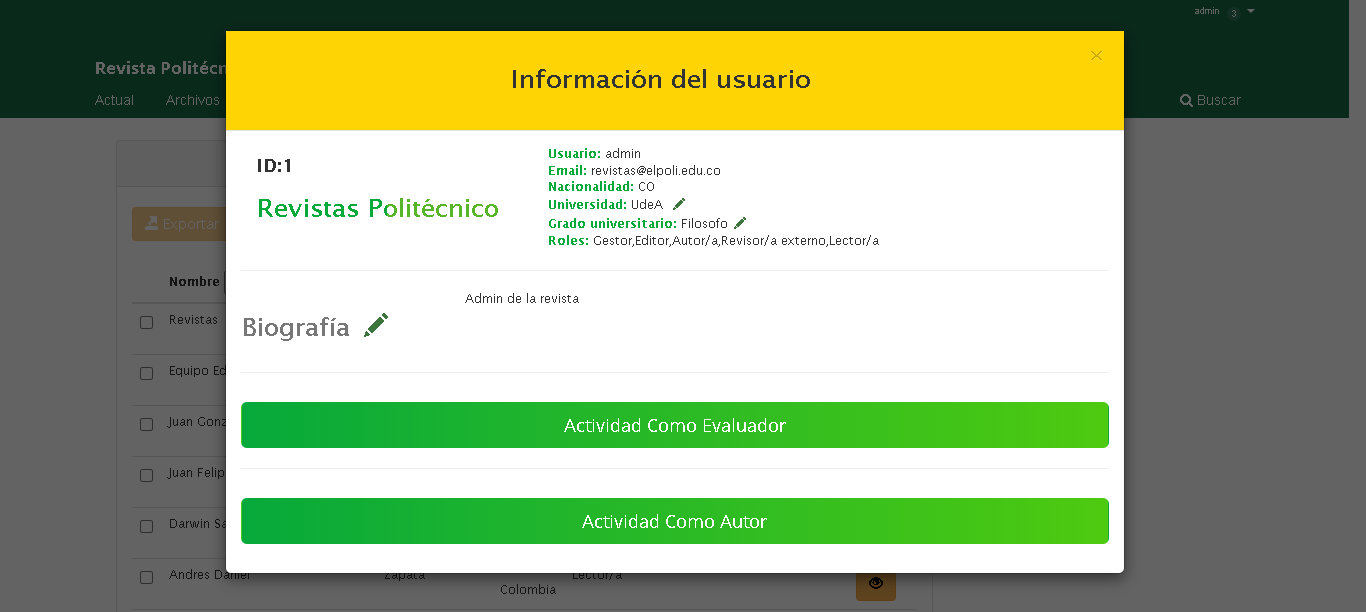 admin 3
Revista Politécn
Actual Archivos Buscar
×
Información del usuario
ID:1
Revistas Politécnico
Usuario: admin
Email: revistas@elpoli.edu.co
Nacionalidad: CO
Universidad: UdeA
Grado universitario: Filosofo
Roles: Gestor,Editor,Autor/a,Revisor/a externo,Lector/a
Admin de la revista
Biografía
Actividad Como Evaluador
Actividad Como Autor
Exportar
Nombre
Revistas
Equipo Ed
Juan Gonz
Juan Felip
Darwin Sa
Andres Daniel Zapata Lector/a
Colombia